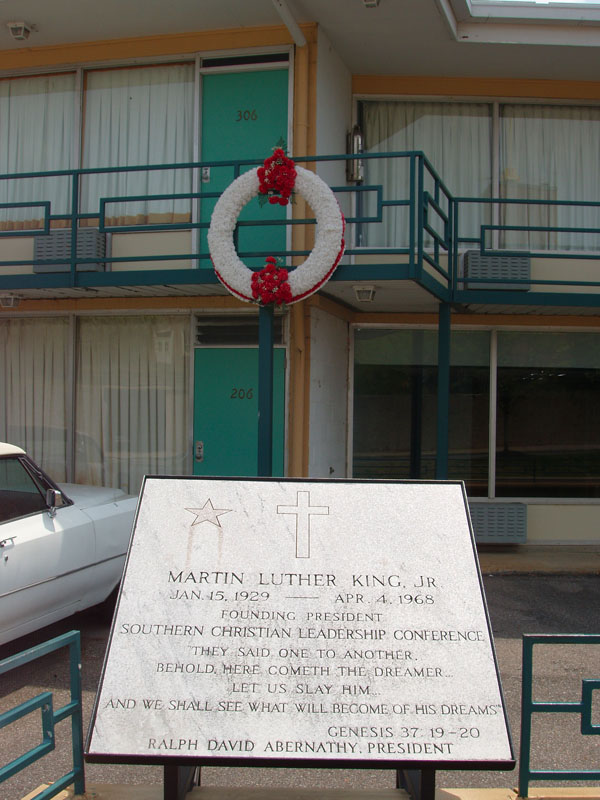 306
206
MARTIN LUTHER KING, JR
JAN. 15, 1929 — APR. 4, 1968
FOUNDING PRESIDENT
SOUTHERN CHRISTIAN LEADERSHIP CONFERENCE
"THEY SAID ONE TO ANOTHER,
BEHOLD, HERE COMETH THE DREAMER...
LET US SLAY HIM...
AND WE SHALL SEE WHAT WILL BECOME OF HIS DREAMS"
GENESIS 37: 19-20
RALPH DAVID ABERNATHY, PRESIDENT